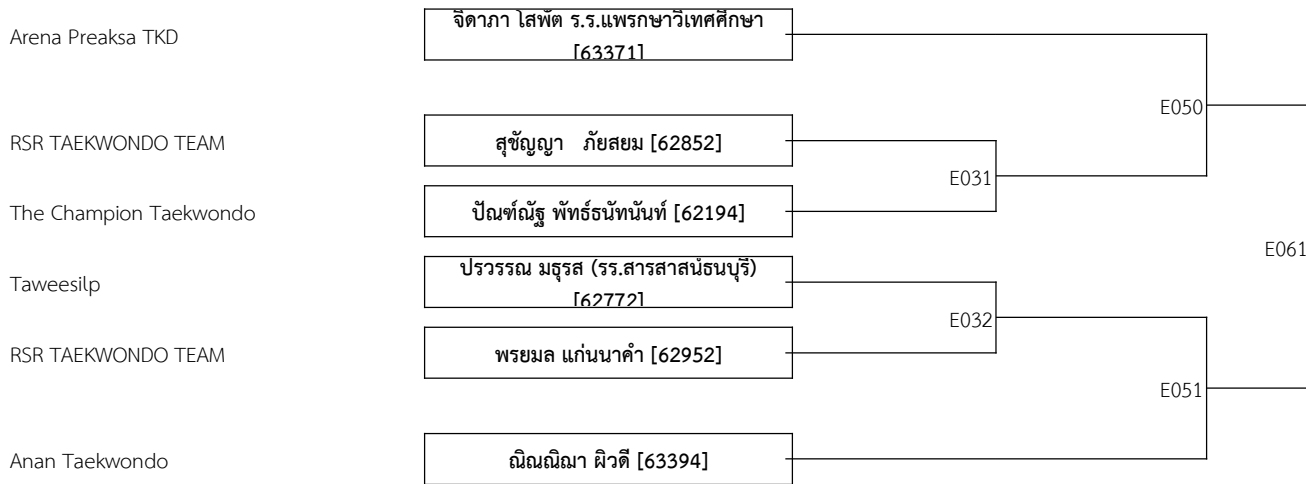 Arena Preaksa TKD
จิดาภา โสพัต ร.ร.แพรกษาวิเทศศึกษา
[63371]
E050
RSR TAEKWONDO TEAM
สุชัญญา ภัยสยม [62852]
E031
The Champion Taekwondo
ปัณฑ์ณัฐ พัทธ์ธนัทนันท์ [62194]
E061
Taweesilp
ปรวรรณ มธุรส (รร.สารสาสน์ธนบุรี)
[62772]
E032
RSR TAEKWONDO TEAM
พรยมล แก่นนาคำ [62952]
E051
Anan Taekwondo
ณิณณิฌา ผิวดี [63394]